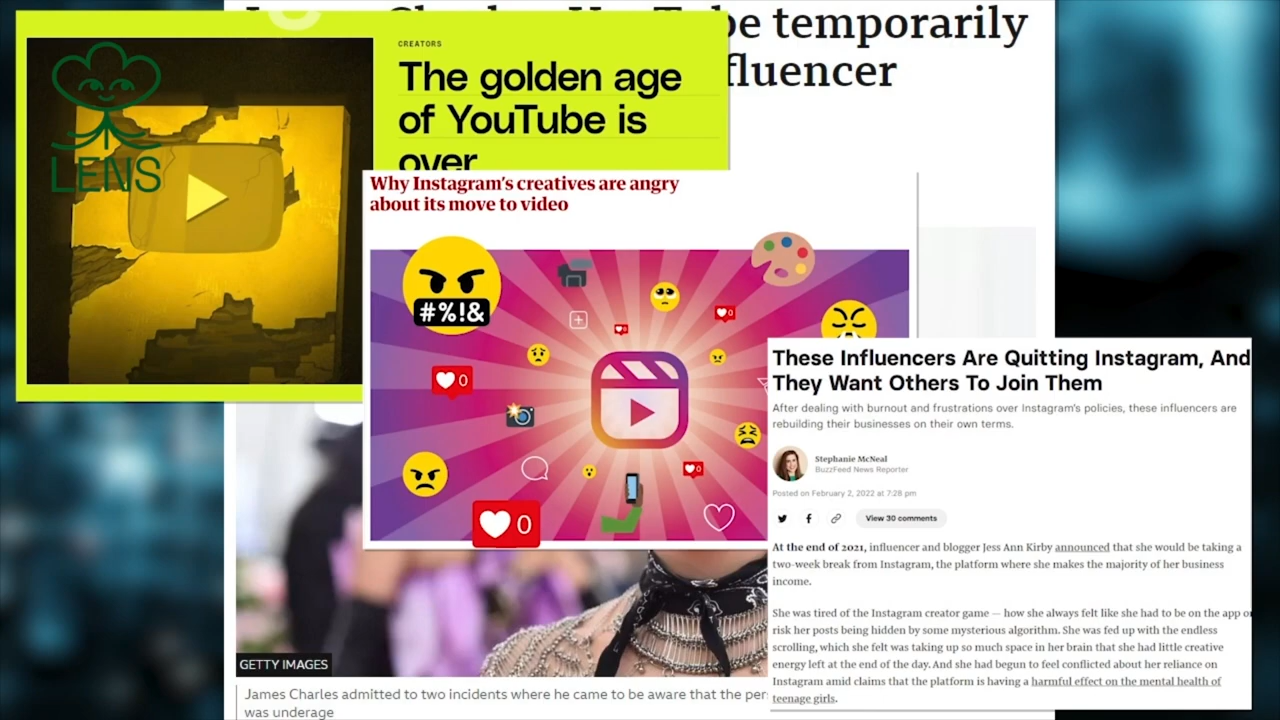 be temporarily
fluencer
CREATORS
The golden age
of YouTube is
over
LENS
Why Instagram's creatives are angry
about its move to video
#%!&
0
0
0
0
0
These Influencers Are Quitting Instagram, And
They Want Others To Join Them
After dealing with burnout and frustrations over Instagram's policies, these influencers are
rebuilding their businesses on their own terms.
Stephanie McNeal
BuzzFeed News Reporter
Posted on February 2, 2022 at 7:28 pm
View 30 comments
At the end of 2021, influencer and blogger Jess Ann Kirby announced that she would be taking a
two-week break from Instagram, the platform where she makes the majority of her business
income.
She was tired of the Instagram creator game — how she always felt like she had to be on the app or
risk her posts being hidden by some mysterious algorithm. She was fed up with the endless
scrolling, which she felt was taking up so much space in her brain that she had little creative
energy left at the end of the day. And she had begun to feel conflicted about her reliance on
Instagram amid claims that the platform is having a harmful effect on the mental health of
teenage girls.
GETTY IMAGES
James Charles admitted to two incidents where he came to be aware that the per
was underage